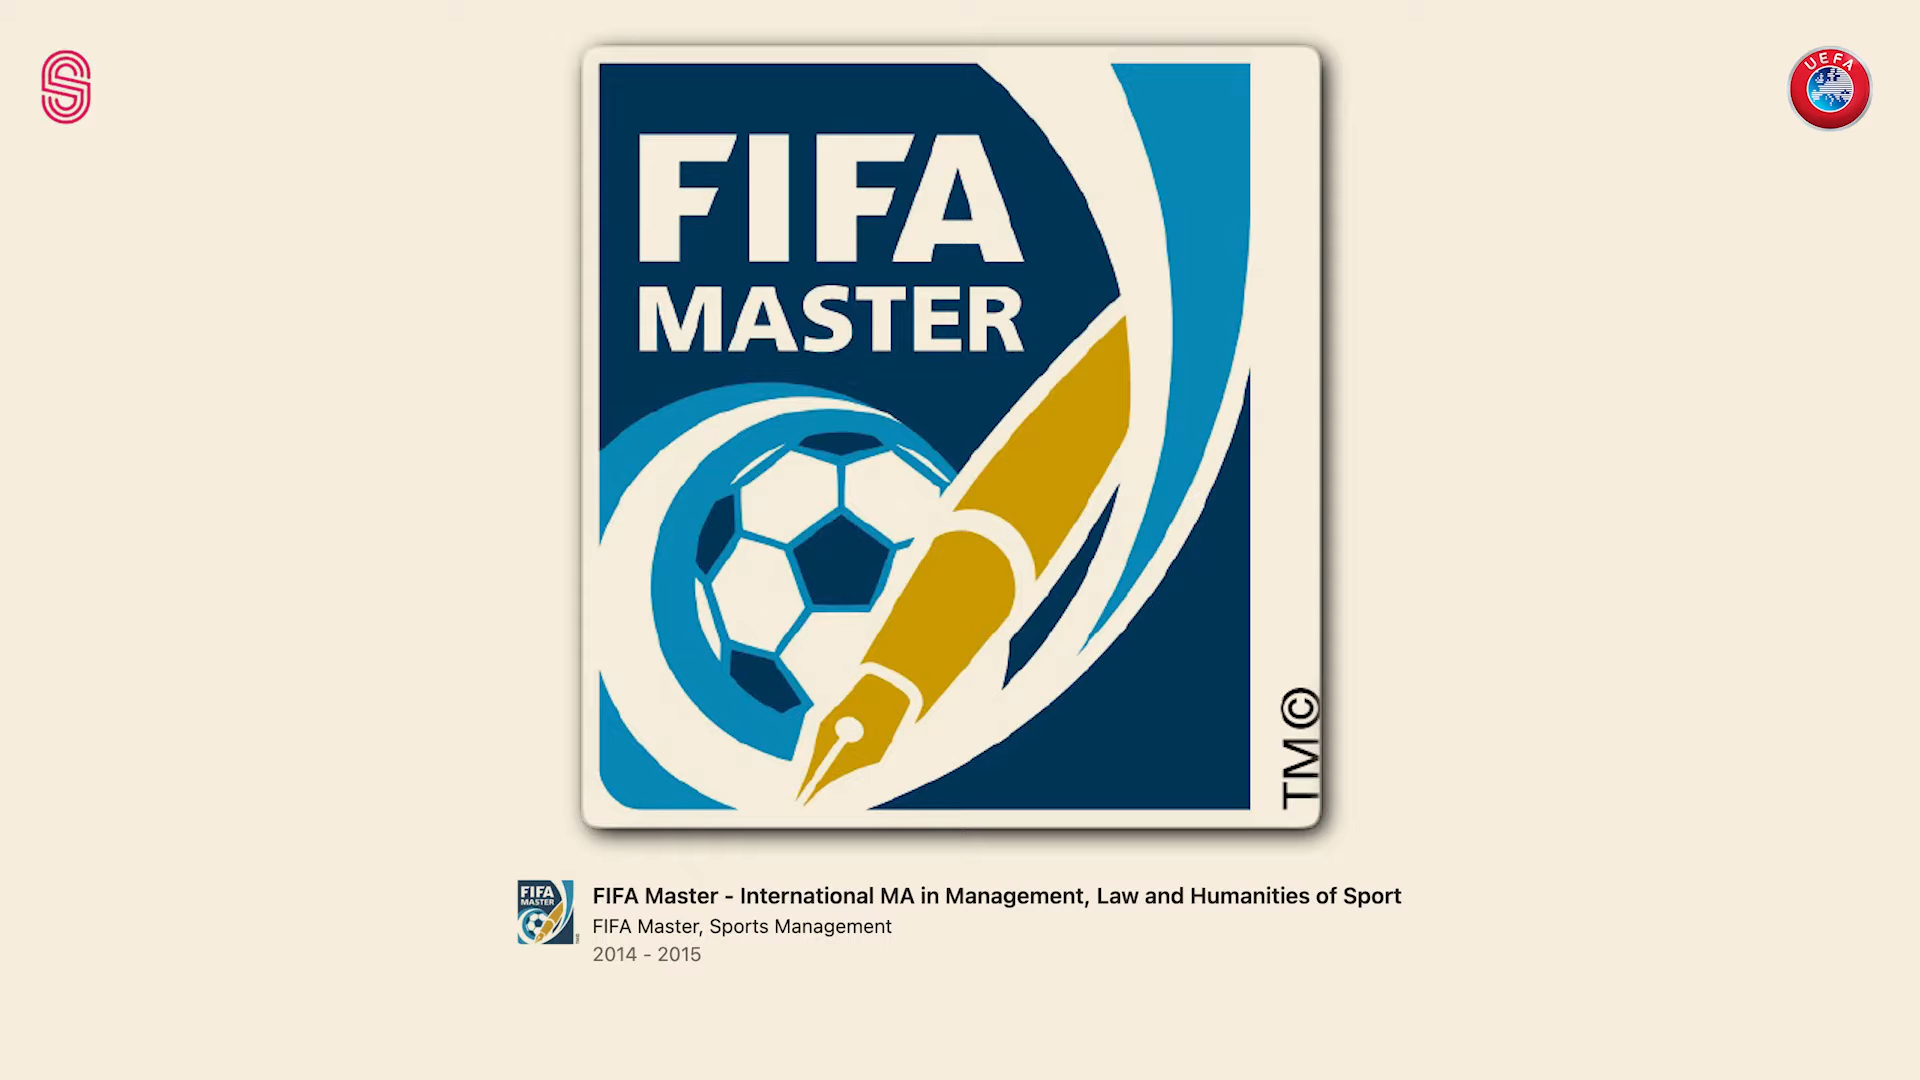 UEFA
FIFA
MASTER
TM©
FIFA
MASTER
FIFA Master - International MA in Management, Law and Humanities of Sport
FIFA Master, Sports Management
2014 - 2015